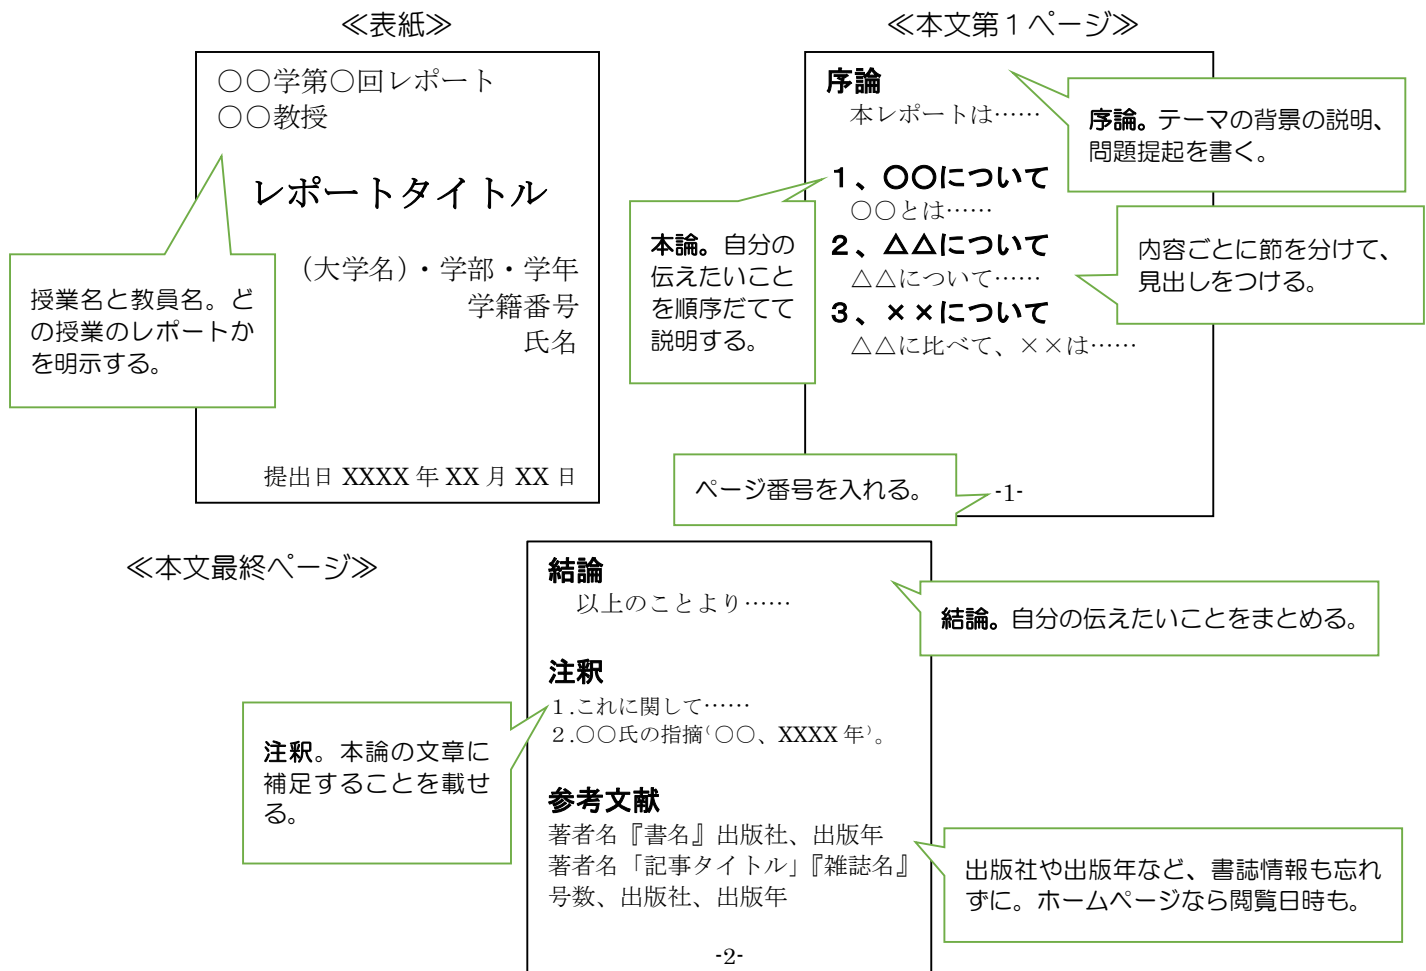 ≪表紙≫
〇〇学第〇回レポート
〇〇教授
レポートタイトル
（大学名）・学部・学年
学籍番号
氏名
提出日 XXXX 年 XX 月 XX 日
授業名と教員名。ど
の授業のレポートか
を明示する。
≪本文第１ページ≫
序論
本レポートは……
１、〇〇について
〇〇とは……
２、△△について
△△について……
３、××について
△△に比べて、××は……
-1-
序論。テーマの背景の説明、
問題提起を書く。
本論。自分の
伝えたいこと
を順序だてて
説明する。
内容ごとに節を分けて、
見出しをつける。
ページ番号を入れる。
≪本文最終ページ≫
結論
以上のことより……
注釈
１.これに関して……
２.〇〇氏の指摘（〇〇、XXXX 年）。
参考文献
著者名『書名』出版社、出版年
著者名「記事タイトル」『雑誌名』
号数、出版社、出版年
-2-
結論。自分の伝えたいことをまとめる。
注釈。本論の文章に
補足することを載せ
る。
出版社や出版年など、書誌情報も忘れ
ずに。ホームページなら閲覧日時も。